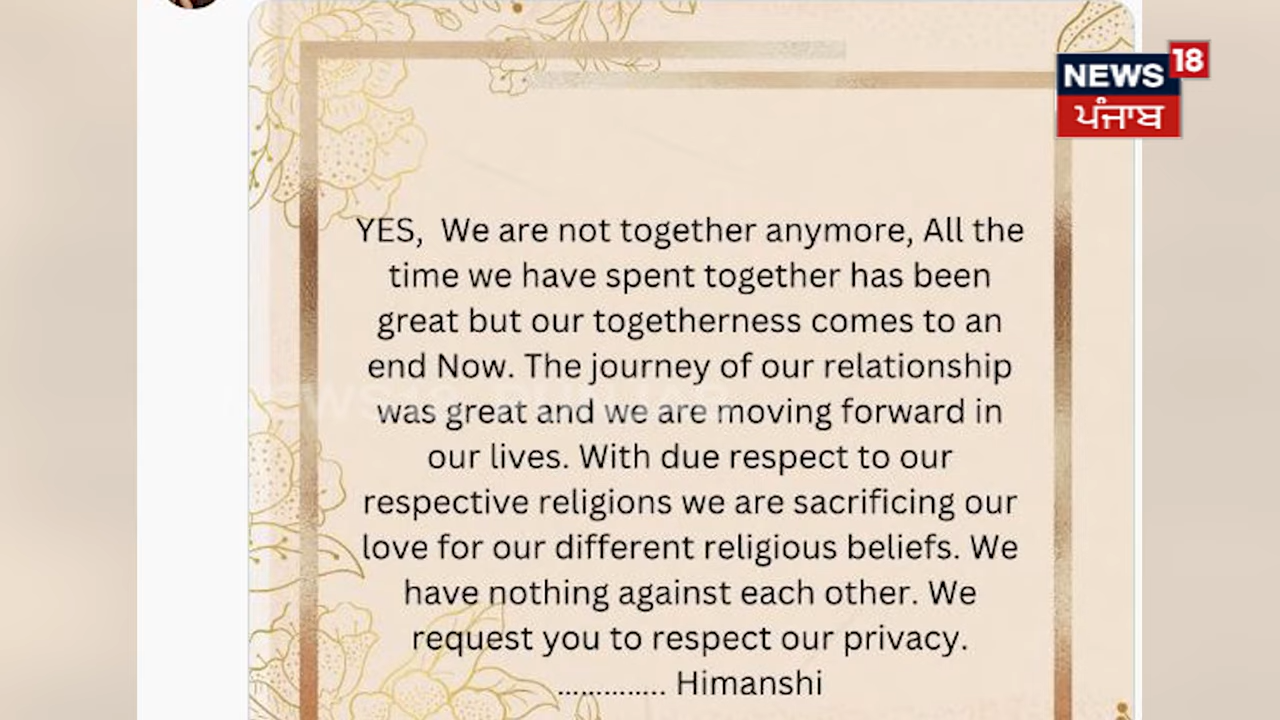 NEWS 18
ਪੰਜਾਬ
YES, We are not together anymore, All the
time we have spent together has been
great but our togetherness comes to an
end Now. The journey of our relationship
was great and we are moving forward in
our lives. With due respect to our
respective religions we are sacrificing our
love for our different religious beliefs. We
have nothing against each other. We
request you to respect our privacy.
.............. Himanshi